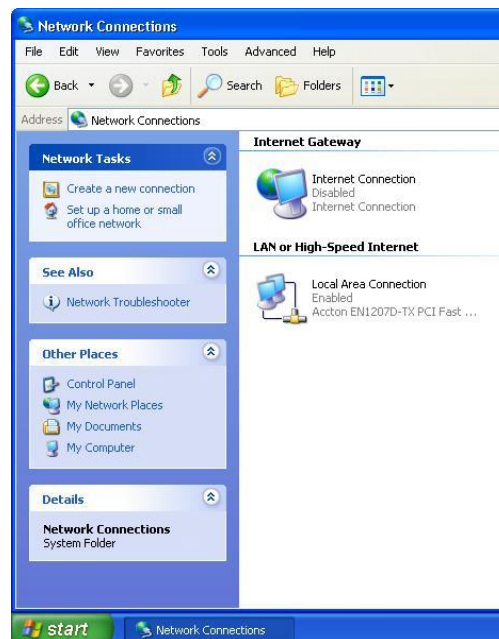 Network Connections
File Edit View Favorites Tools Advanced Help
Back Search Folders
Address Network Connections
Network Tasks
Create a new connection
Set up a home or small
office network
See Also
Network Troubleshooter
Other Places
Control Panel
My Network Places
My Documents
My Computer
Details
Network Connections
System Folder
Internet Gateway
Internet Connection
Disabled
Internet Connection
LAN or High-Speed Internet
Local Area Connection
Enabled
Accton EN1207D-TX PCI Fast ...
start Network Connections